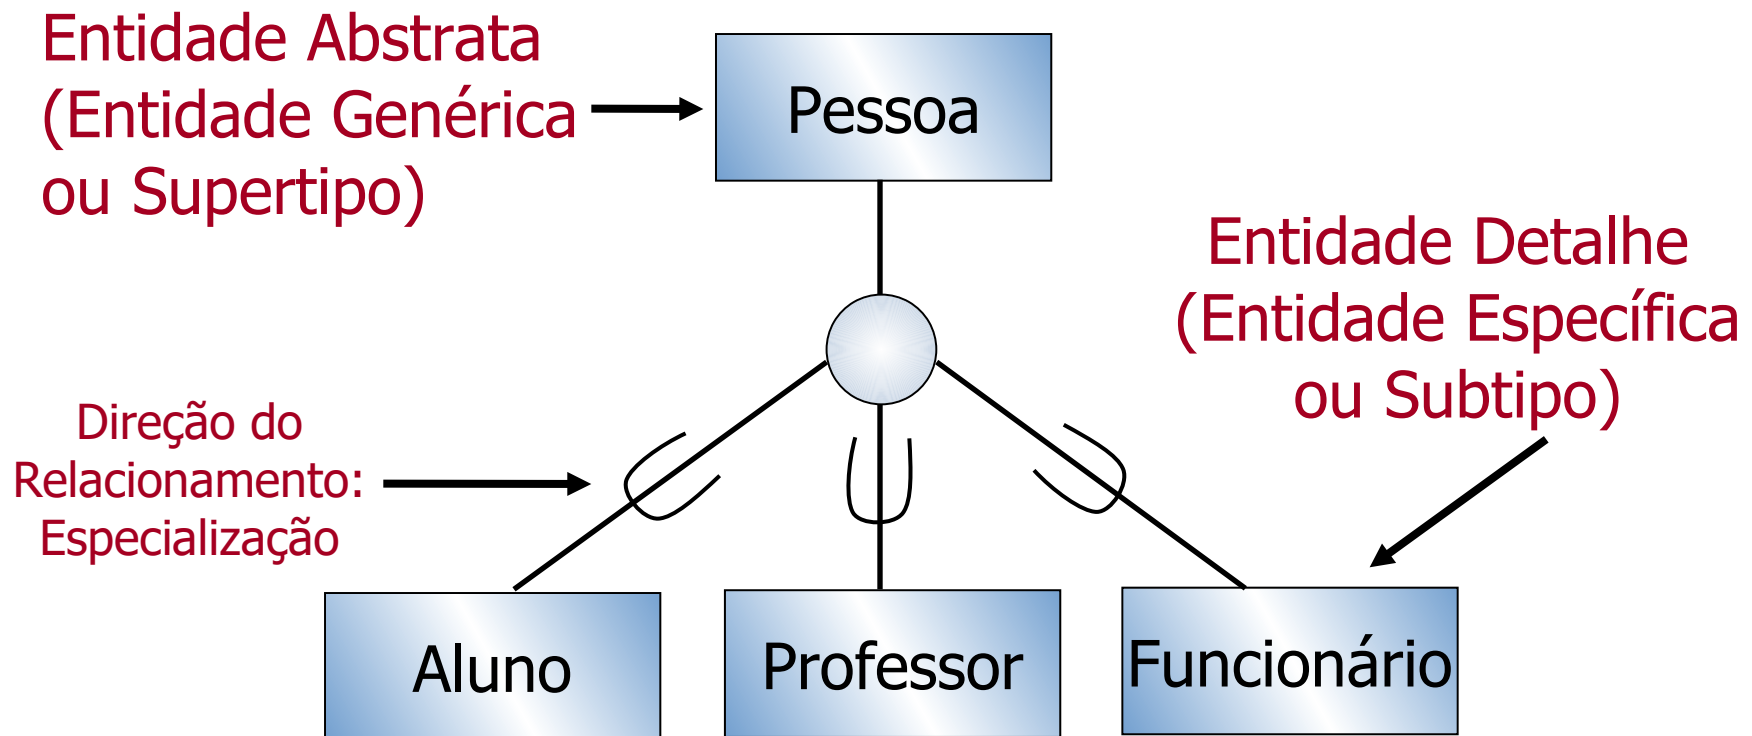 Entidade Abstrata
(Entidade Genérica
ou Supertipo)
Pessoa
Entidade Detalhe
(Entidade Específica
ou Subtipo)
Direção do
Relacionamento:
Especialização
Aluno
Professor
Funcionário